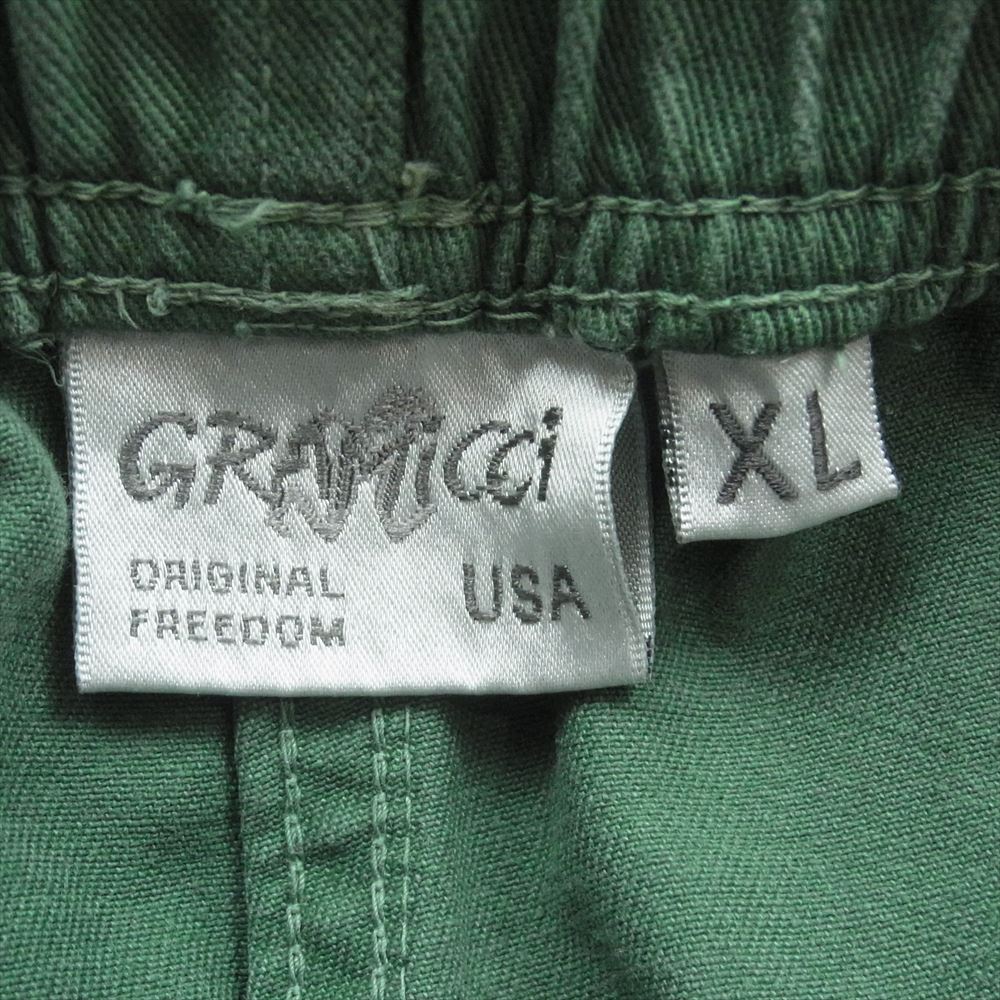 GRAMICCI
XL
ORIGINAL
FREEDOM
USA